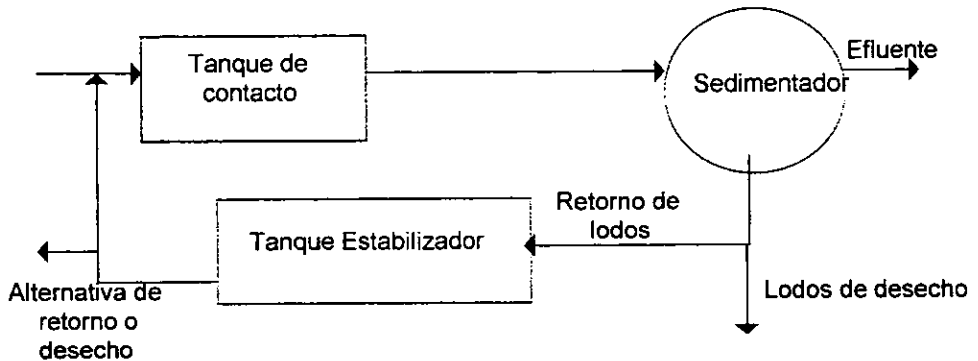 Tanque de
contacto
Efluente
Sedimentador
Retorno de
lodos
Tanque Estabilizador
Alternativa de
retorno o
desecho
Lodos de desecho